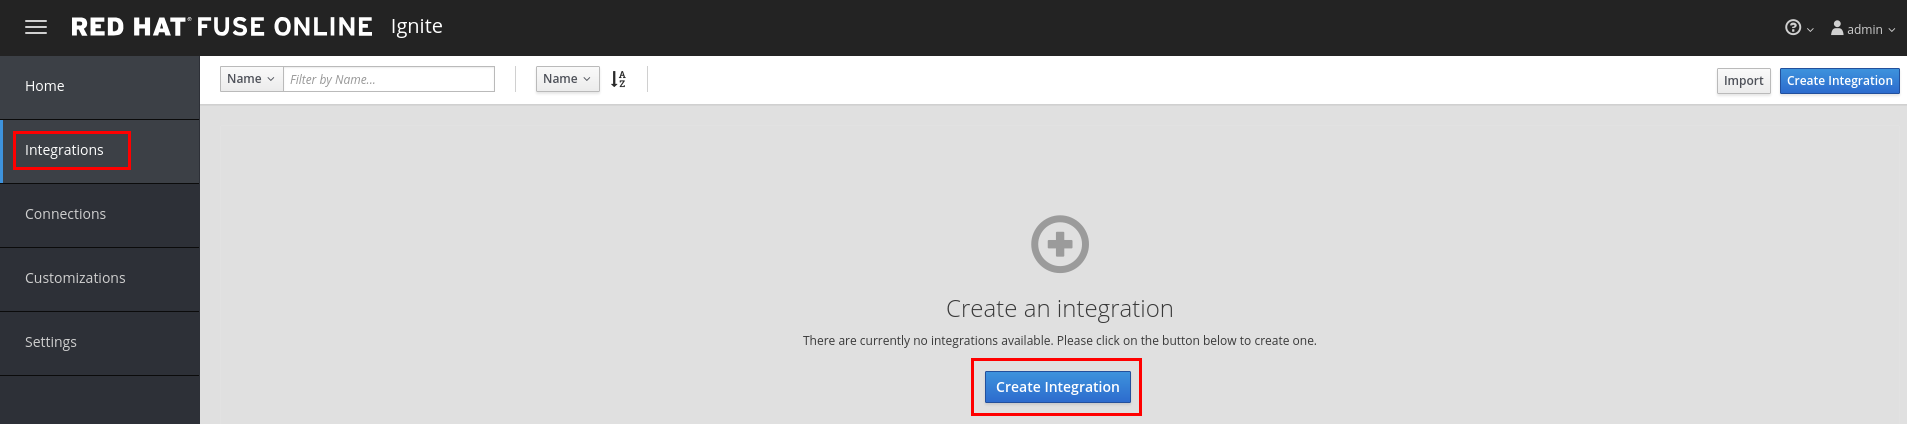 RED HAT® FUSE ONLINE Ignite
admin
Home
Integrations
Connections
Customizations
Settings
Name Filter by Name... Name AZ Import Create Integration
Create an integration
There are currently no integrations available. Please click on the button below to create one.
Create Integration